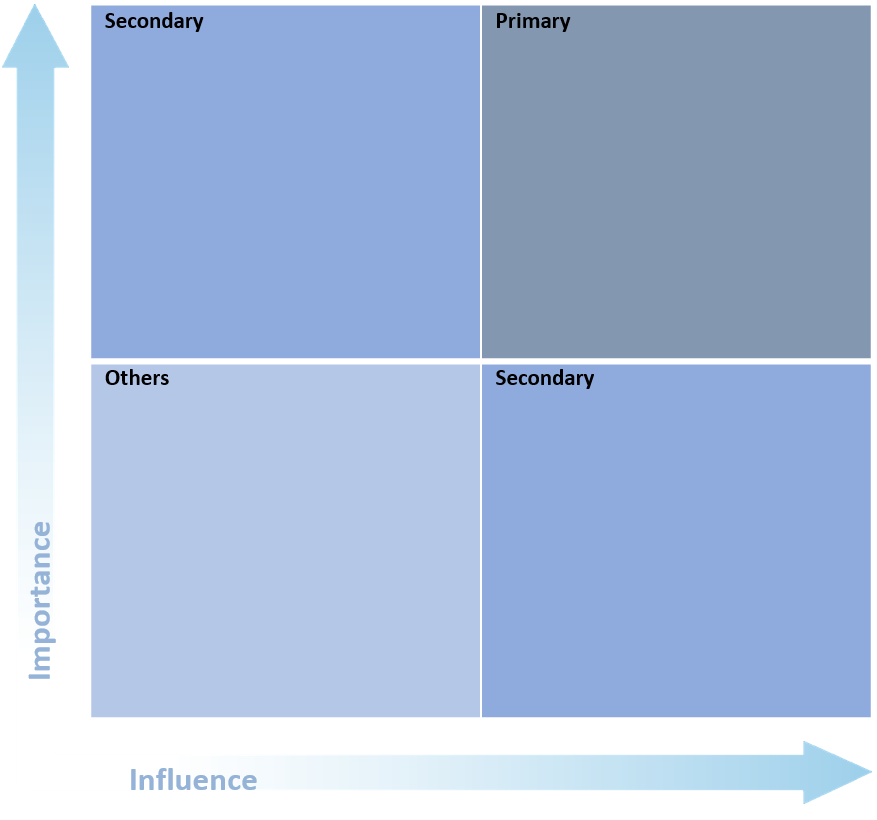 Secondary
Primary
Others
Secondary
Importance
Influence